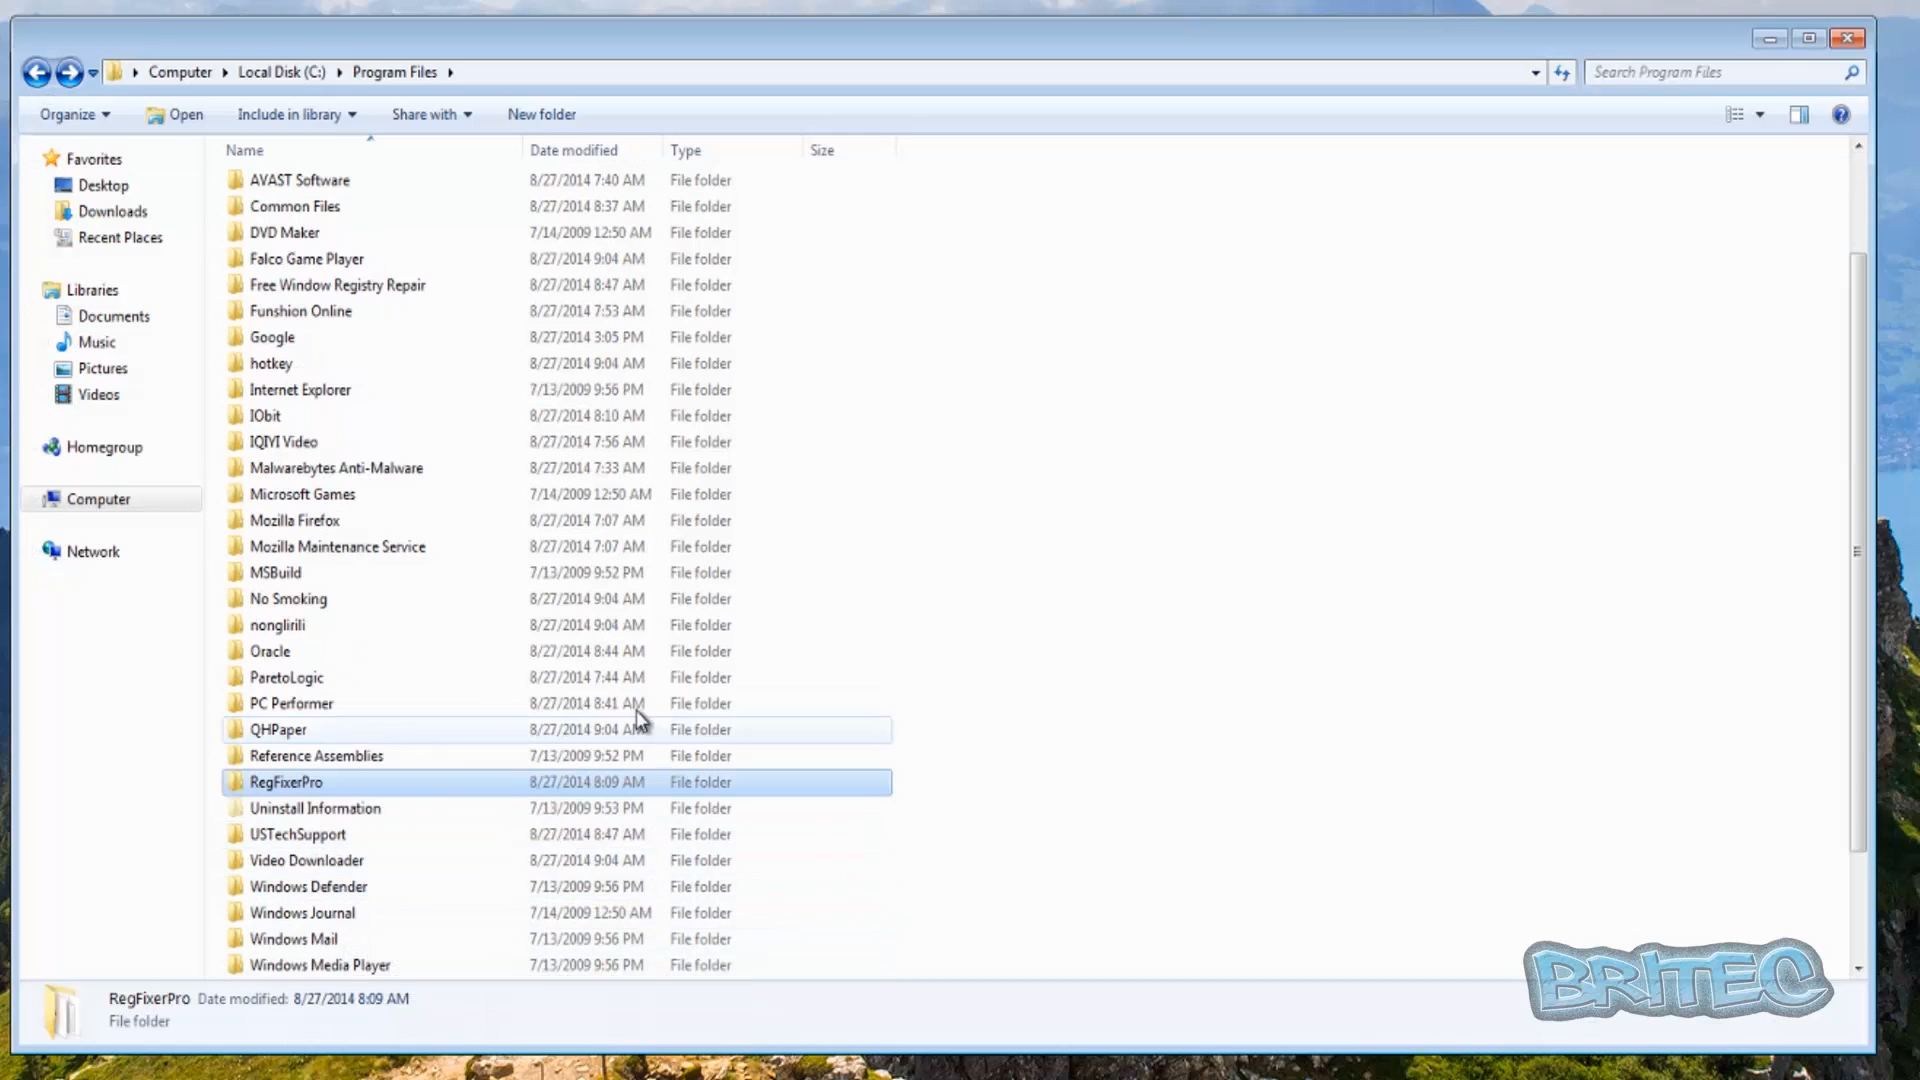 Computer Local Disk (C:) Program Files
Search Program Files
Organize Open Include in library Share with New folder
Name Date modified Type Size
Favorites
Desktop
Downloads
Recent Places
Libraries
Documents
Music
Pictures
Videos
Homegroup
Computer
Network
AVAST Software 8/27/2014 7:40 AM File folder
Common Files 8/27/2014 8:37 AM File folder
DVD Maker 7/14/2009 12:50 AM File folder
Falco Game Player 8/27/2014 9:04 AM File folder
Free Window Registry Repair 8/27/2014 8:47 AM File folder
Funshion Online 8/27/2014 7:53 AM File folder
Google 8/27/2014 3:05 PM File folder
hotkey 8/27/2014 9:04 AM File folder
Internet Explorer 7/13/2009 9:56 PM File folder
IObit 8/27/2014 8:10 AM File folder
IQIYI Video 8/27/2014 7:56 AM File folder
Malwarebytes Anti-Malware 8/27/2014 7:33 AM File folder
Microsoft Games 7/14/2009 12:50 AM File folder
Mozilla Firefox 8/27/2014 7:07 AM File folder
Mozilla Maintenance Service 8/27/2014 7:07 AM File folder
MSBuild 7/13/2009 9:52 PM File folder
No Smoking 8/27/2014 9:04 AM File folder
nonglirili 8/27/2014 9:04 AM File folder
Oracle 8/27/2014 8:44 AM File folder
ParetoLogic 8/27/2014 7:44 AM File folder
PC Performer 8/27/2014 8:41 AM File folder
QHPaper 8/27/2014 9:04 AM File folder
Reference Assemblies 7/13/2009 9:52 PM File folder
RegFixerPro 8/27/2014 8:09 AM File folder
Uninstall Information 7/13/2009 9:53 PM File folder
USTechSupport 8/27/2014 8:47 AM File folder
Video Downloader 8/27/2014 9:04 AM File folder
Windows Defender 7/13/2009 9:56 PM File folder
Windows Journal 7/14/2009 12:50 AM File folder
Windows Mail 7/13/2009 9:56 PM File folder
Windows Media Player 7/13/2009 9:56 PM File folder
RegFixerPro Date modified: 8/27/2014 8:09 AM
File folder
BRITEC